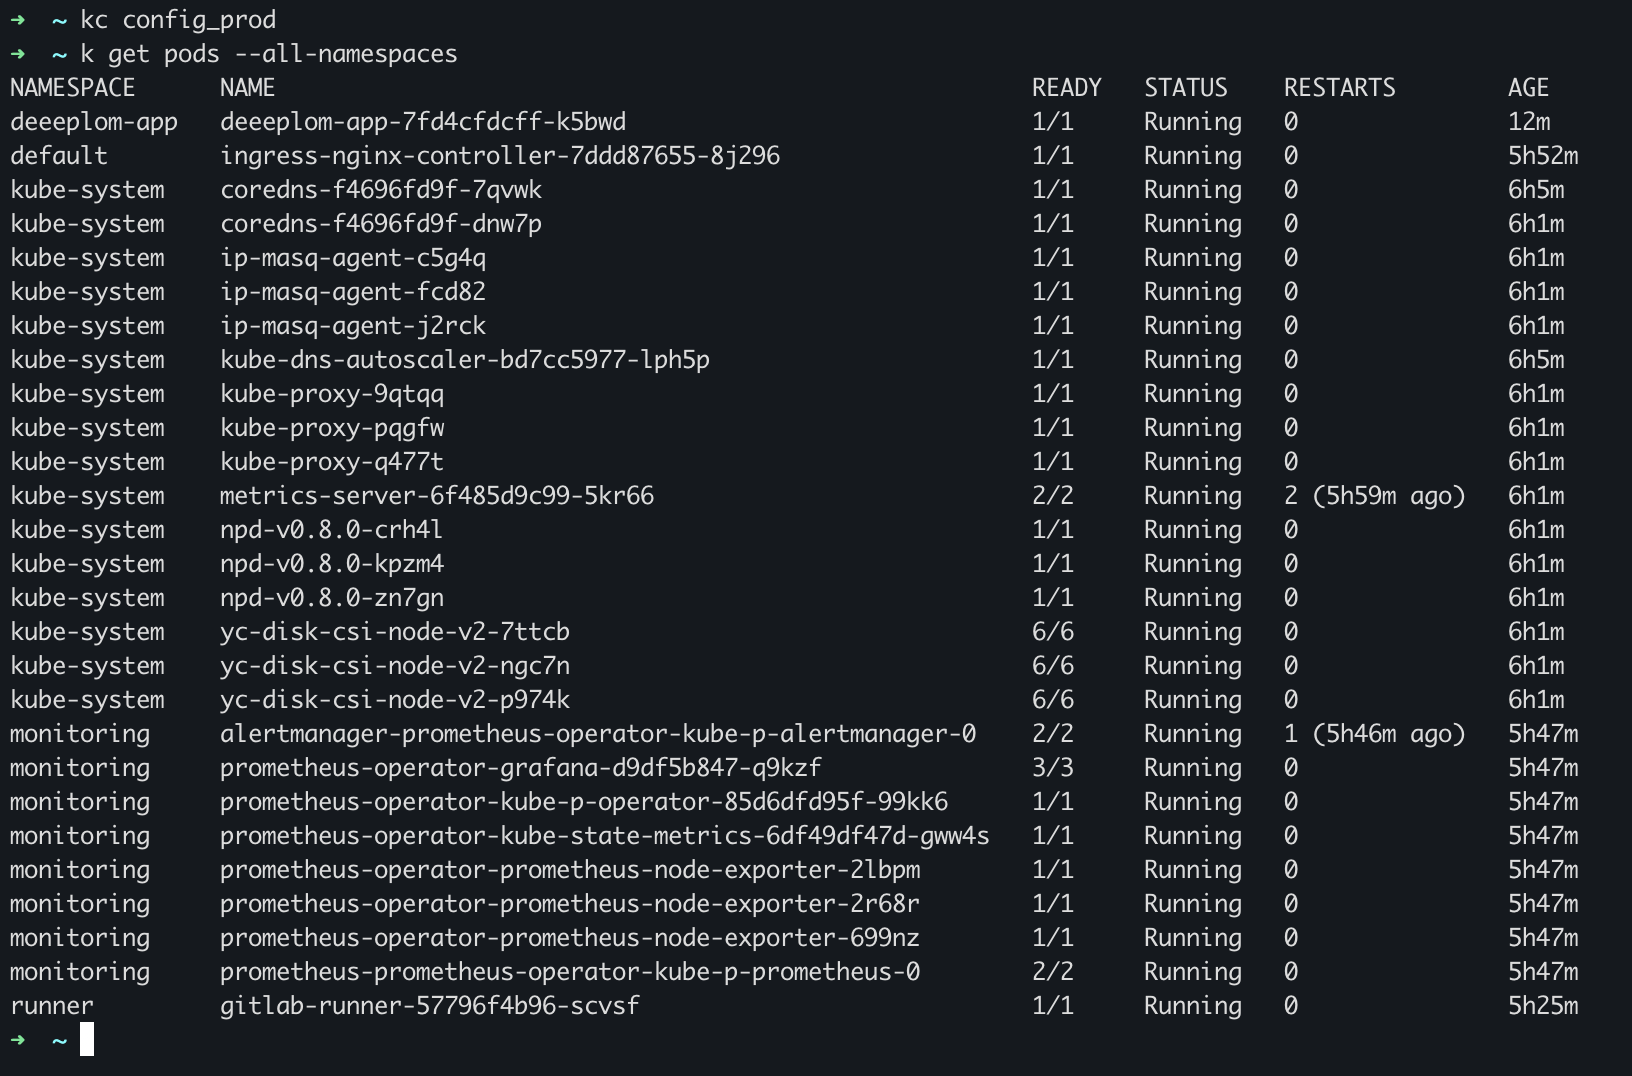 ➜  ~ kc config_prod
➜  ~ k get pods --all-namespaces
NAMESPACE      NAME                                                      READY   STATUS    RESTARTS        AGE
deeeplom-app   deeeplom-app-7fd4cfdcff-k5bwd                             1/1     Running   0               12m
default        ingress-nginx-controller-7ddd87655-8j296                  1/1     Running   0               5h52m
kube-system    coredns-f4696fd9f-7qvwk                                   1/1     Running   0               6h5m
kube-system    coredns-f4696fd9f-dnw7p                                   1/1     Running   0               6h1m
kube-system    ip-masq-agent-c5g4q                                       1/1     Running   0               6h1m
kube-system    ip-masq-agent-fcd82                                       1/1     Running   0               6h1m
kube-system    ip-masq-agent-j2rck                                       1/1     Running   0               6h1m
kube-system    kube-dns-autoscaler-bd7cc5977-lph5p                       1/1     Running   0               6h5m
kube-system    kube-proxy-9qtqq                                          1/1     Running   0               6h1m
kube-system    kube-proxy-pqgfw                                          1/1     Running   0               6h1m
kube-system    kube-proxy-q477t                                          1/1     Running   0               6h1m
kube-system    metrics-server-6f485d9c99-5kr66                           2/2     Running   2 (5h59m ago)   6h1m
kube-system    npd-v0.8.0-crh4l                                          1/1     Running   0               6h1m
kube-system    npd-v0.8.0-kpzm4                                          1/1     Running   0               6h1m
kube-system    npd-v0.8.0-zn7gn                                          1/1     Running   0               6h1m
kube-system    yc-disk-csi-node-v2-7ttcb                                 6/6     Running   0               6h1m
kube-system    yc-disk-csi-node-v2-ngc7n                                 6/6     Running   0               6h1m
kube-system    yc-disk-csi-node-v2-p974k                                 6/6     Running   0               6h1m
monitoring     alertmanager-prometheus-operator-kube-p-alertmanager-0    2/2     Running   1 (5h46m ago)   5h47m
monitoring     prometheus-operator-grafana-d9df5b847-q9kzf               3/3     Running   0               5h47m
monitoring     prometheus-operator-kube-p-operator-85d6dfd95f-99kk6      1/1     Running   0               5h47m
monitoring     prometheus-operator-kube-state-metrics-6df49df47d-gww4s   1/1     Running   0               5h47m
monitoring     prometheus-operator-prometheus-node-exporter-2lbpm        1/1     Running   0               5h47m
monitoring     prometheus-operator-prometheus-node-exporter-2r68r        1/1     Running   0               5h47m
monitoring     prometheus-operator-prometheus-node-exporter-699nz        1/1     Running   0               5h47m
monitoring     prometheus-prometheus-operator-kube-p-prometheus-0        2/2     Running   0               5h47m
runner         gitlab-runner-57796f4b96-scvsf                            1/1     Running   0               5h25m
➜  ~